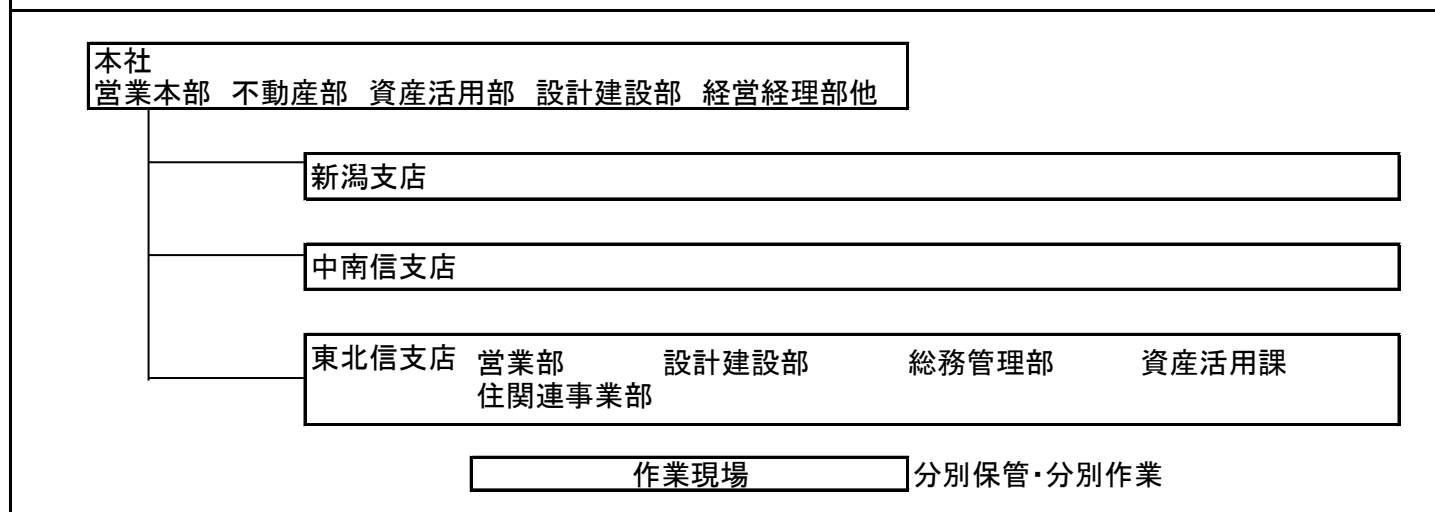 本社
営業本部 不動産部 資産活用部 設計建設部 経営経理部他
新潟支店
中南信支店
東北信支店 営業部 設計建設部 総務管理部 資産活用課
住関連事業部
作業現場 分別保管・分別作業